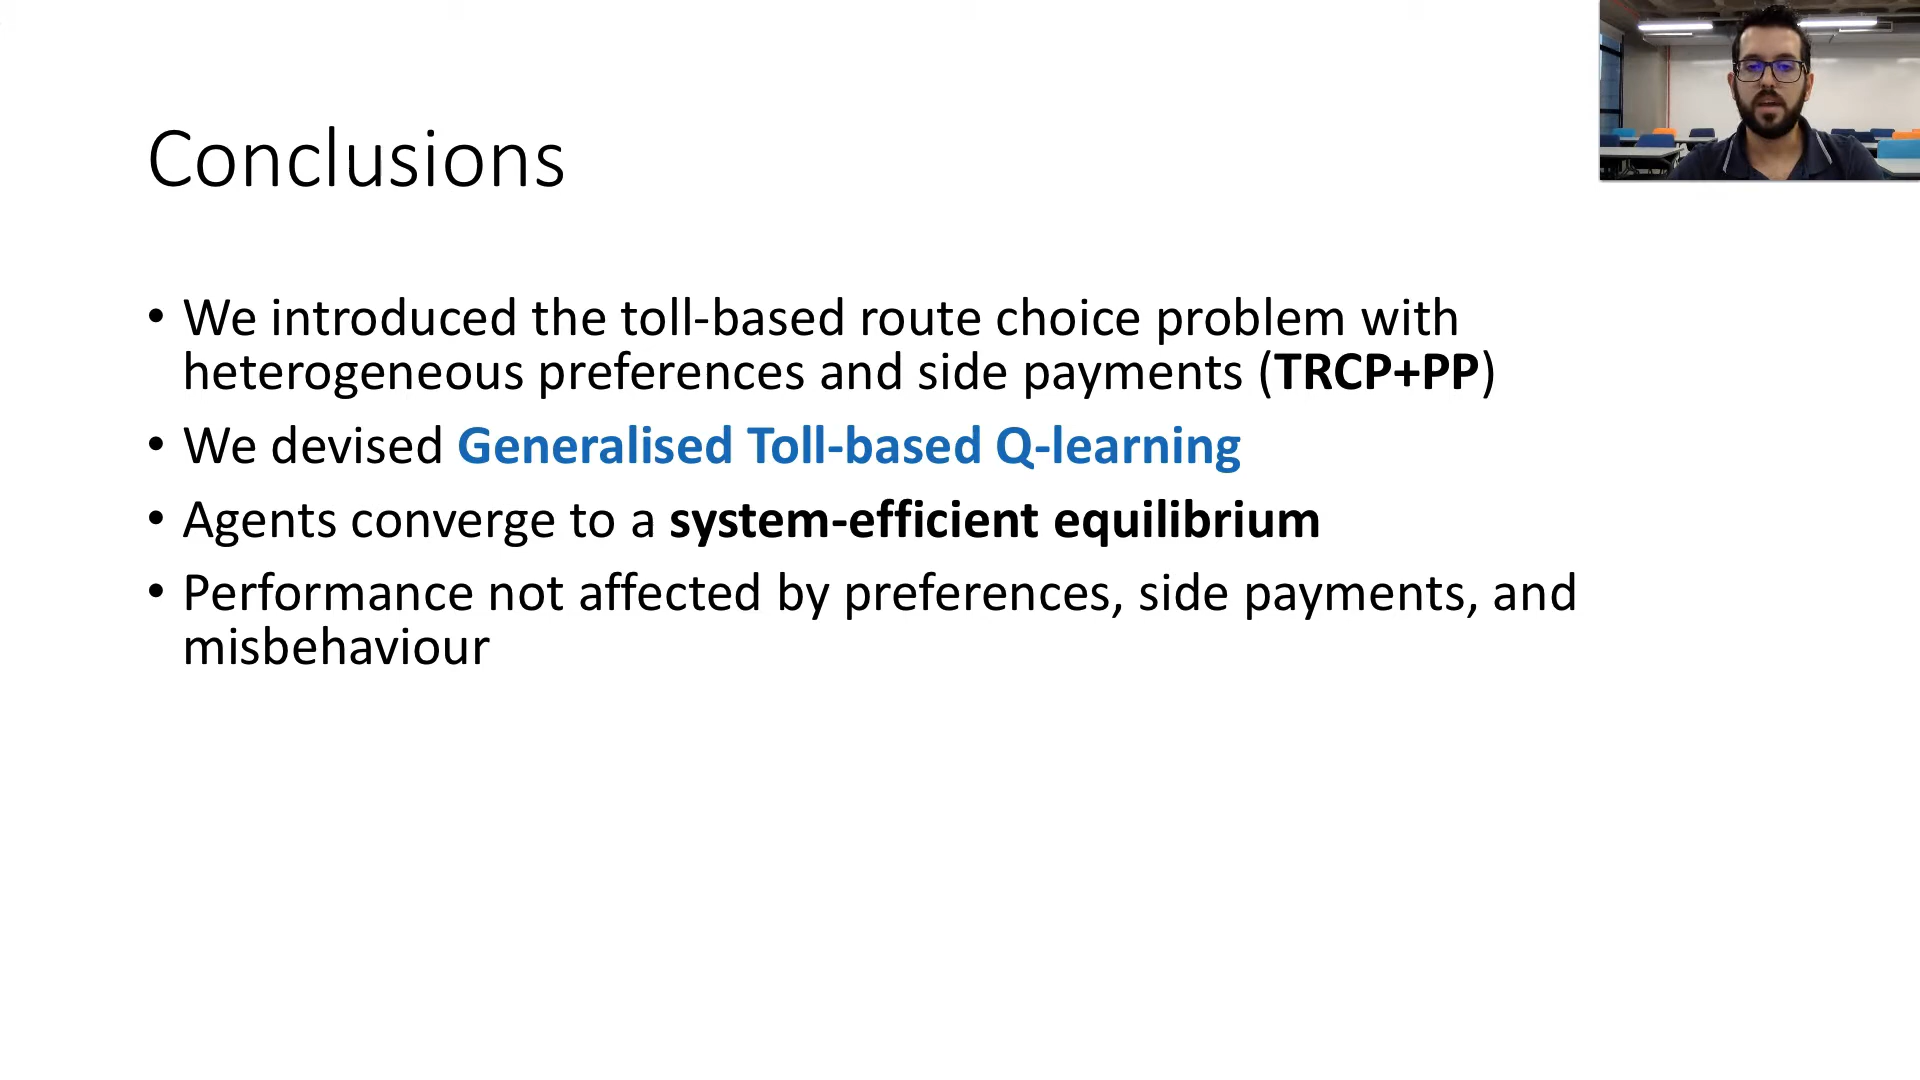 Conclusions
• We introduced the toll-based route choice problem with
heterogeneous preferences and side payments (TRCP+PP)
• We devised Generalised Toll-based Q-learning
• Agents converge to a system-efficient equilibrium
• Performance not affected by preferences, side payments, and
misbehaviour